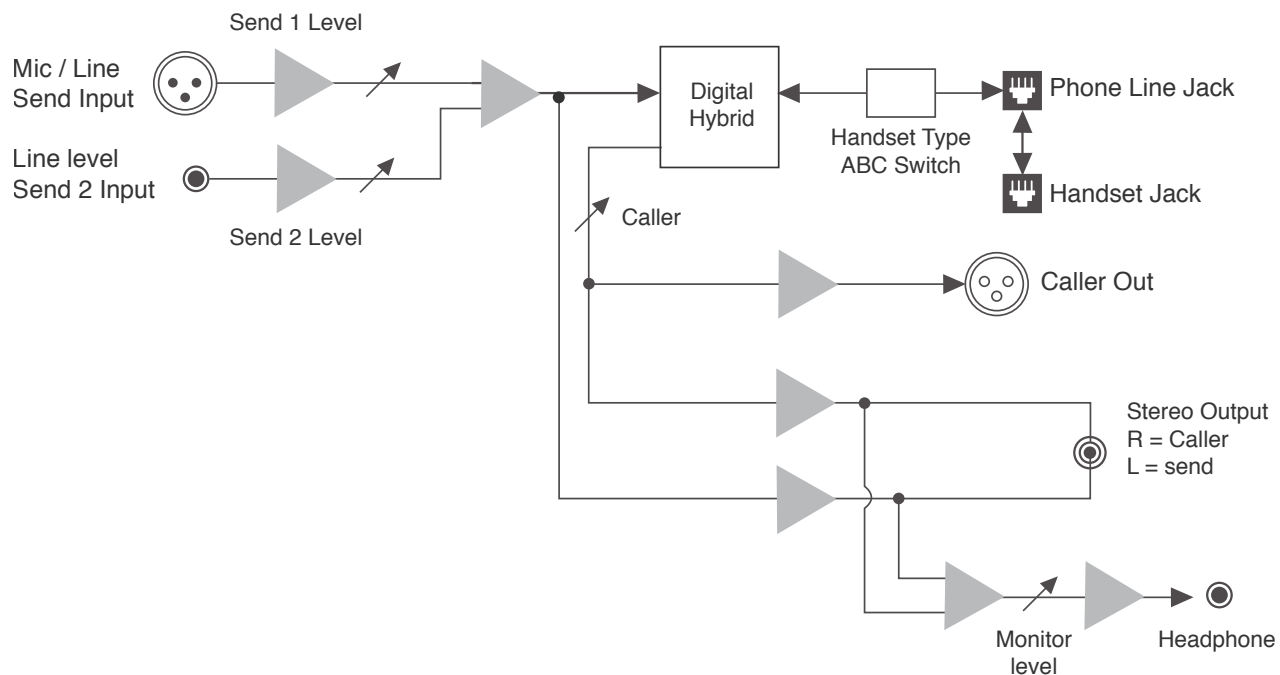 Send 1 Level
Mic / Line
Send Input
Line level
Send 2 Input
Send 2 Level
Digital
Hybrid
Handset Type
ABC Switch
Phone Line Jack
Handset Jack
Caller
Caller Out
Stereo Output
R = Caller
L = send
Monitor
level
Headphone